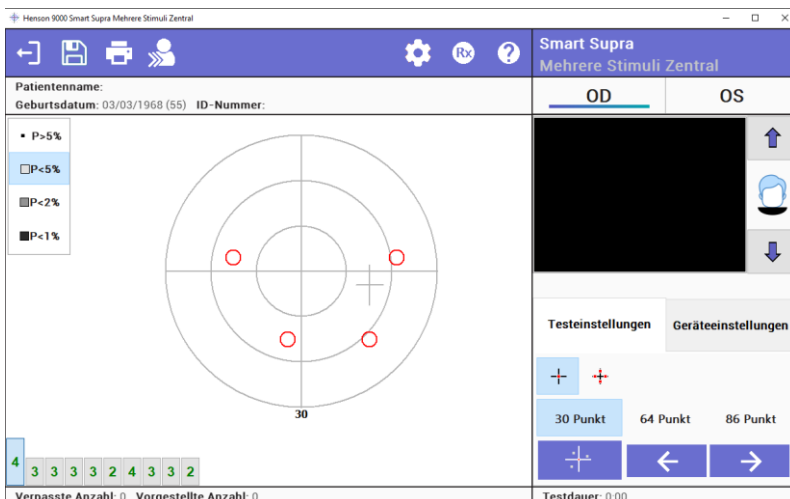 Henson 9000 Smart Supra Mehrere Stimuli Zentral
Rx ?
Smart Supra
Mehrere Stimuli Zentral
Patientenname:
Geburtsdatum: 03/03/1968 (55) ID-Nummer:
OD OS
P>5%
P<5%
P<2%
P<1%
30
Testeinstellungen Geräteeinstellungen
30 Punkt 64 Punkt 86 Punkt
4 3 3 3 3 2 4 3 3 2
Verpasste Anzahl: 0 Vorgestellte Anzahl: 0
Testdauer: 0:00